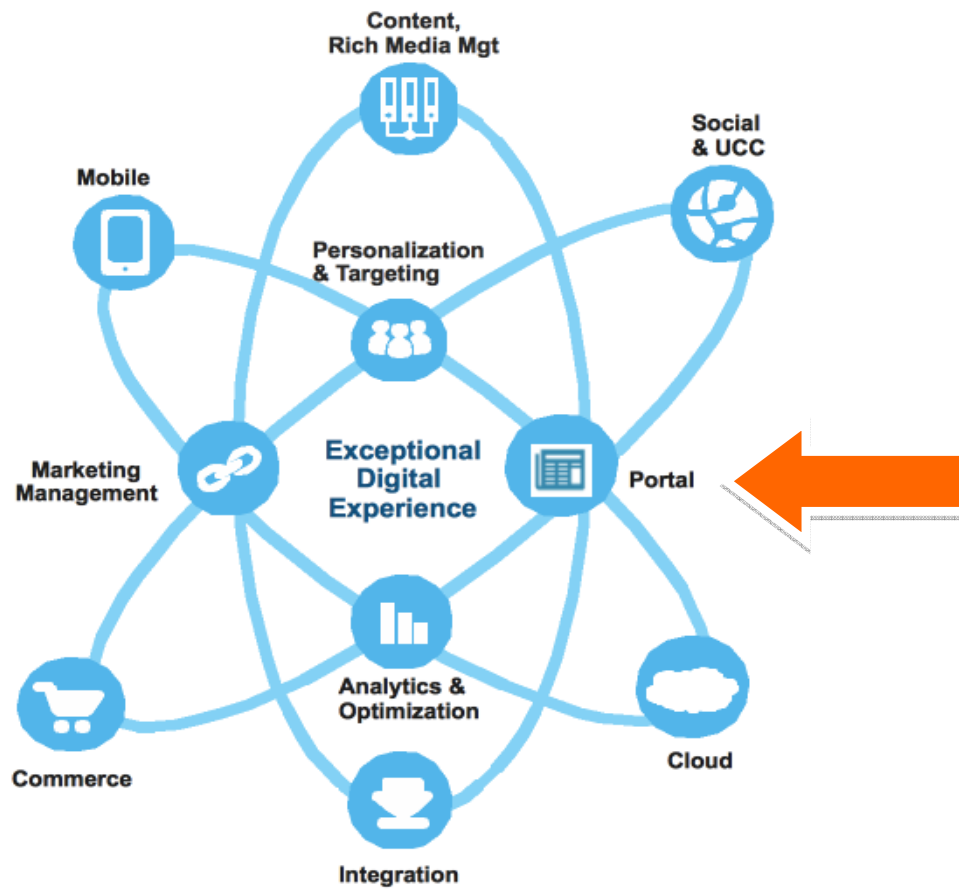 Content,
Rich Media Mgt
Social
& UCC
Mobile
Personalization
& Targeting
Exceptional
Digital
Experience
Marketing
Management
Portal
Analytics &
Optimization
Cloud
Commerce
Integration